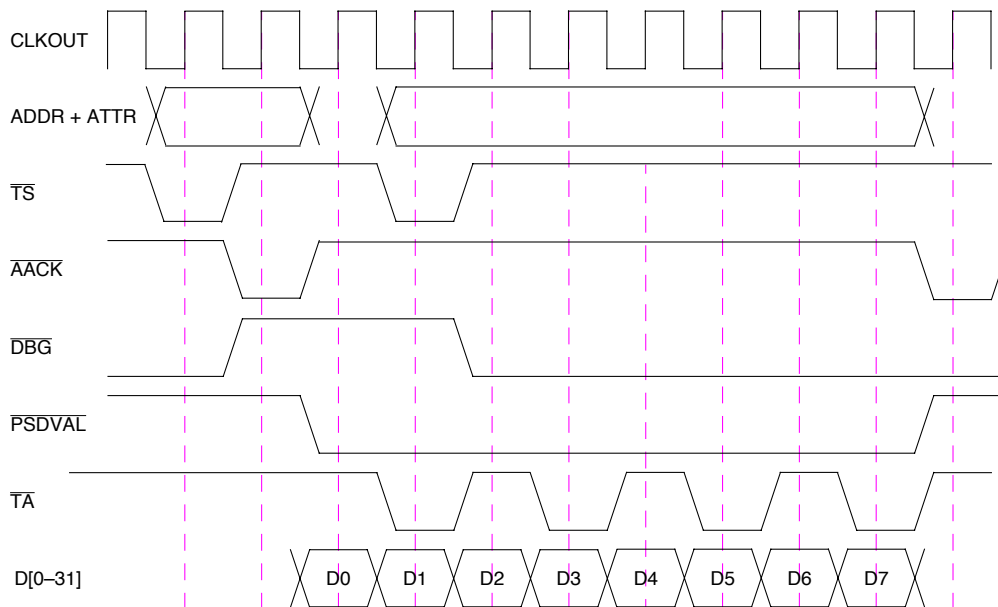 CLKOUT
ADDR + ATTR
TS
AACK
DBG
PSDVAL
TA
D[0–31] D0 D1 D2 D3 D4 D5 D6 D7